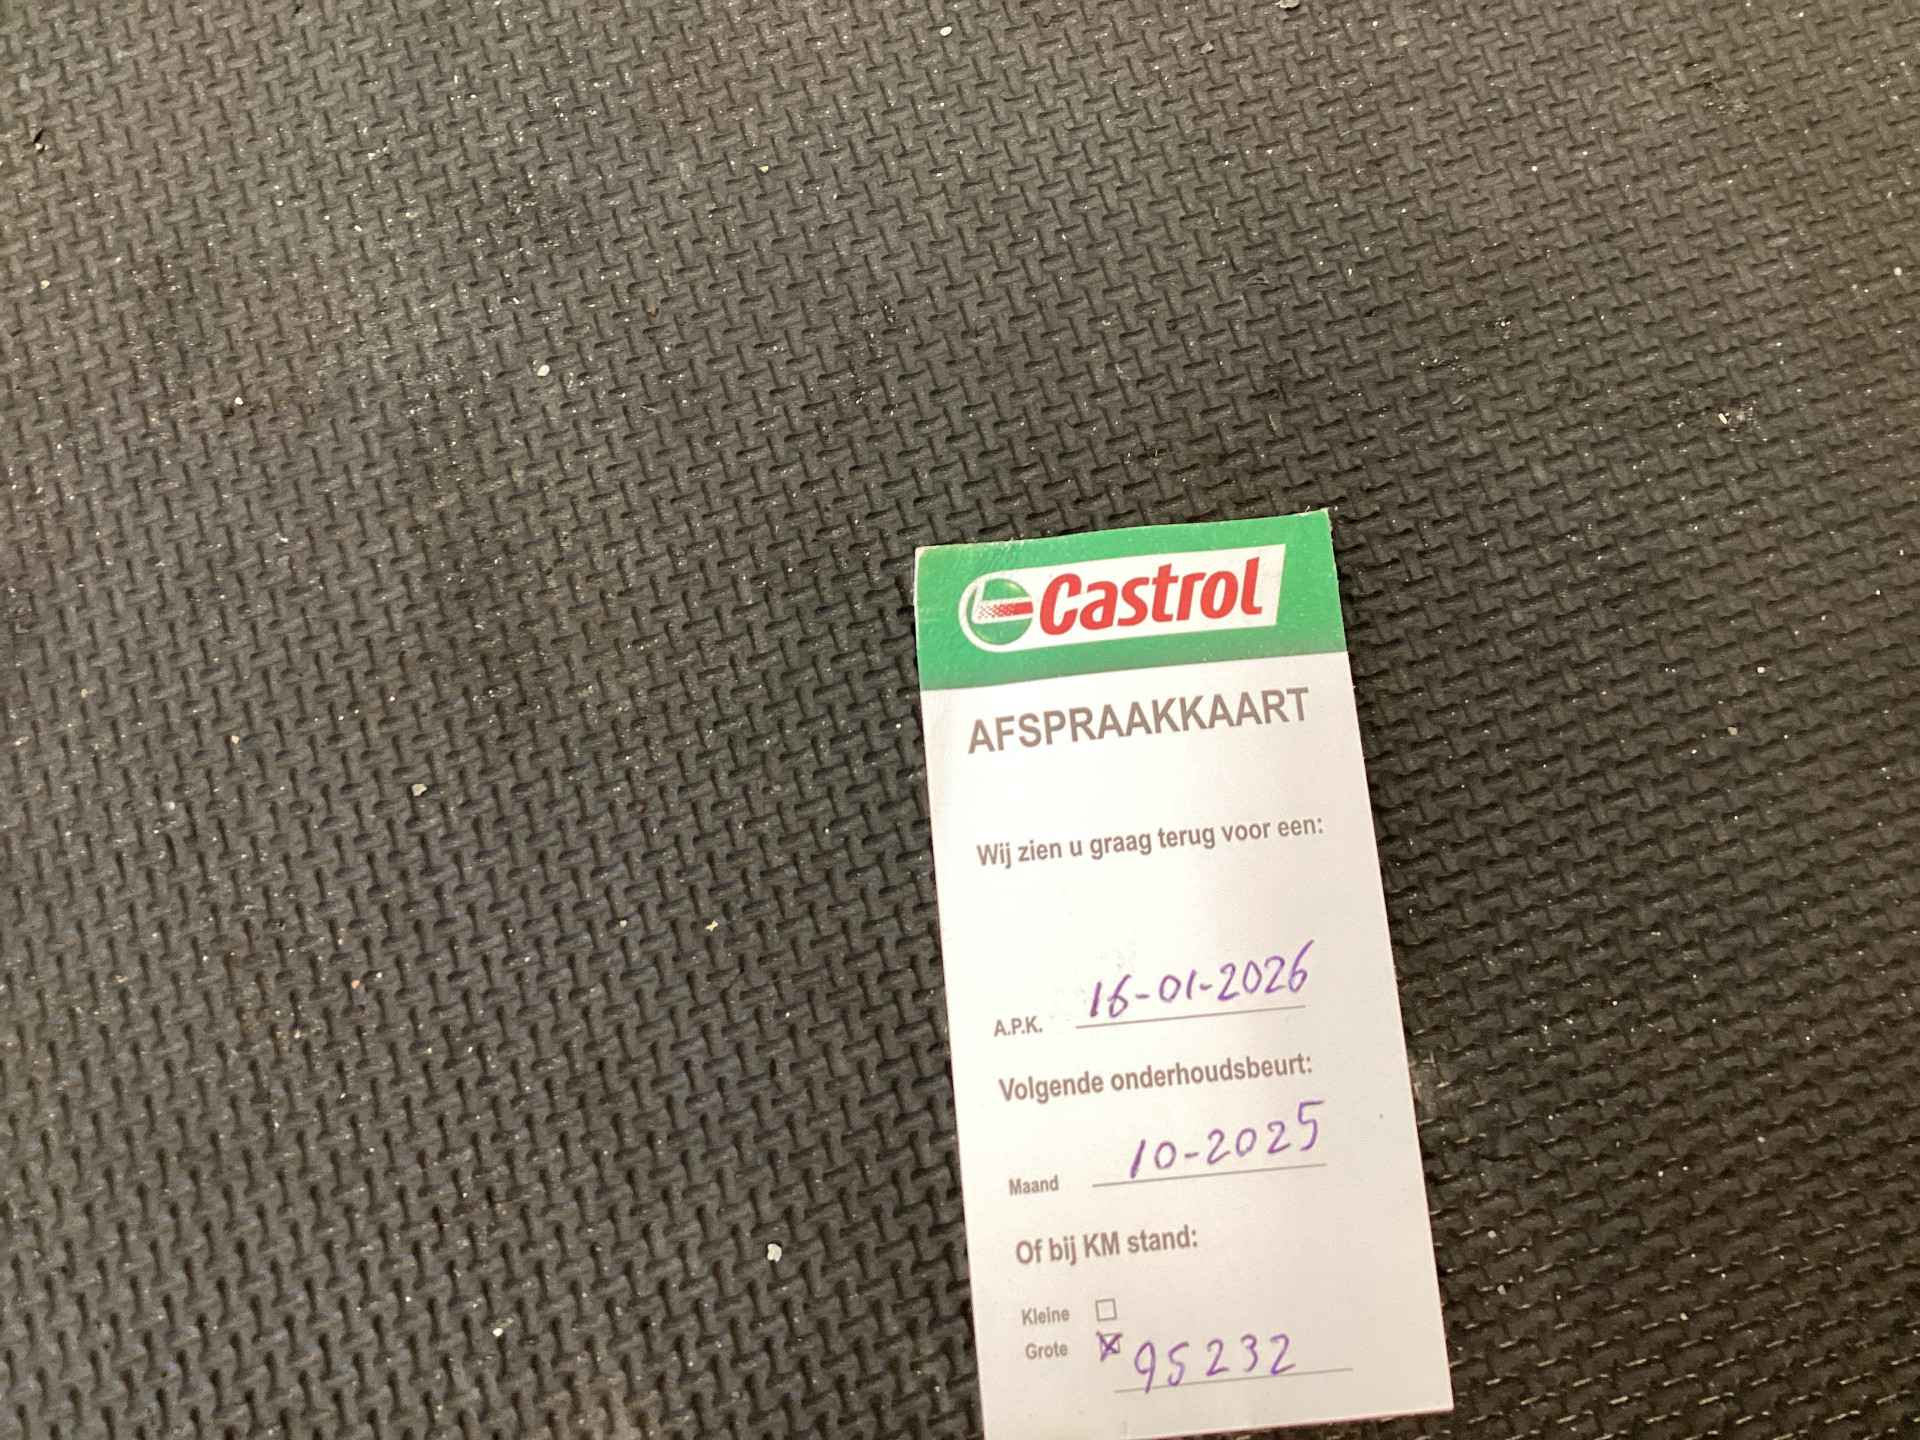 Castrol
AFSPRAAKKAART
Wij zien u graag terug voor een:
A.P.K. 16-01-2026
Volgende onderhoudsbeurt:
Maand 10-2025
Of bij KM stand:
Kleine
Grote 95232